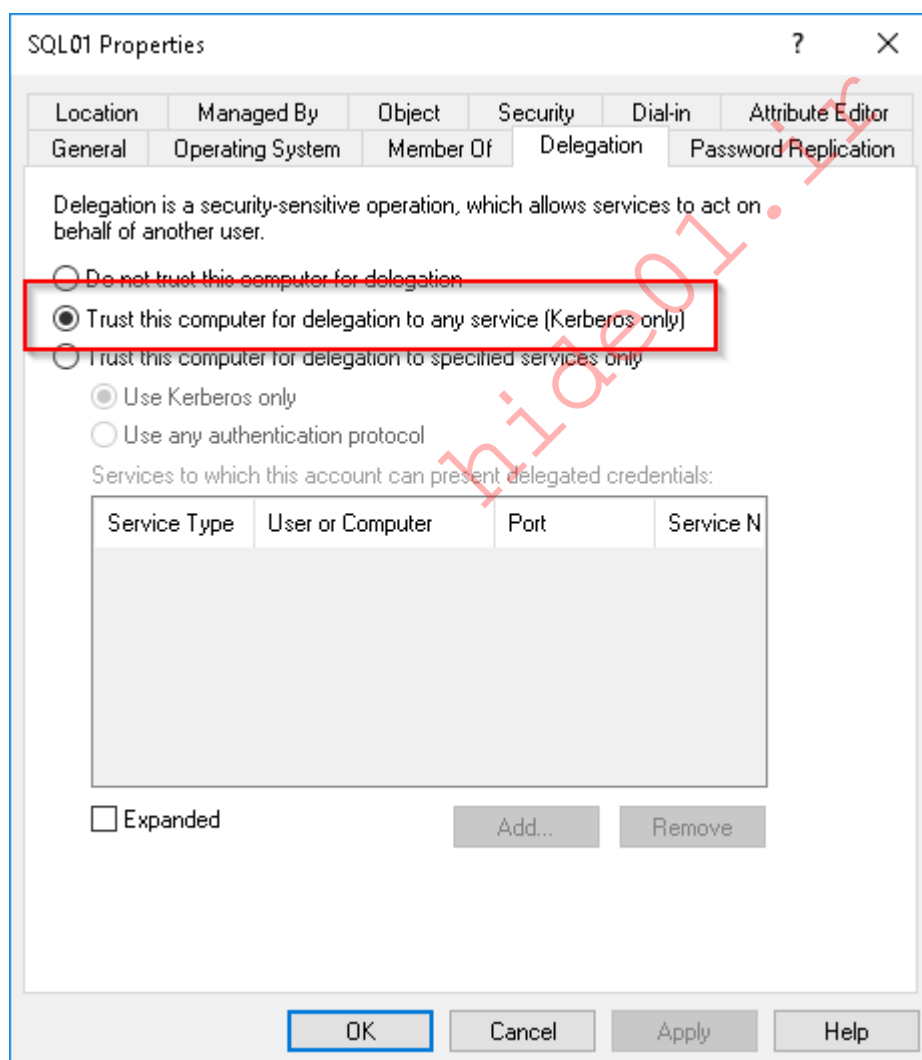 SQL01 Properties
? ×
Location Managed By Object Security Dial-in Attribute Editor
General Operating System Member Of Delegation Password Replication
Delegation is a security-sensitive operation, which allows services to act on
behalf of another user.
Do not trust this computer for delegation
Trust this computer for delegation to any service (Kerberos only)
Trust this computer for delegation to specified services only
Use Kerberos only
Use any authentication protocol
Services to which this account can present delegated credentials:
Service Type User or Computer Port Service N
Expanded
Add... Remove
OK Cancel Apply Help
hide01.ir